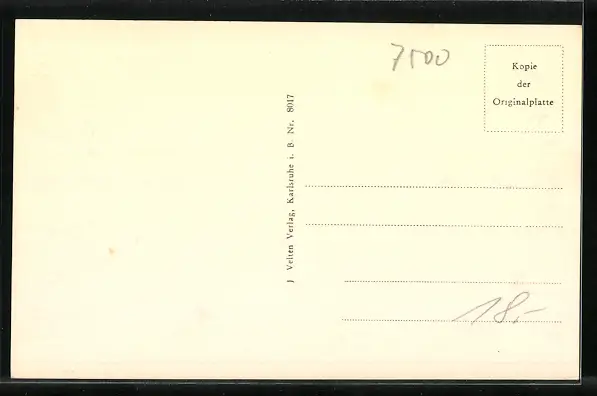 7500
Kopie
der
Originalplatte
J Velten Verlag, Karlsruhe i. B. Nr. 8017
18,-